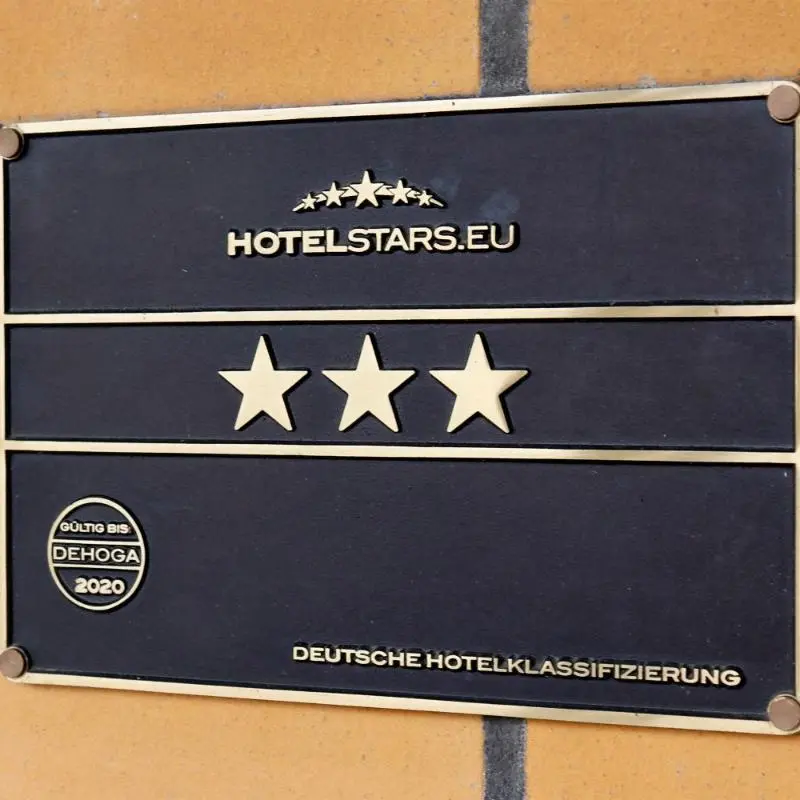 HOTELSTARS.EU
GÜLTIG BIS
DEHOGA
2020
DEUTSCHE HOTELKLASSIFIZIERUNG